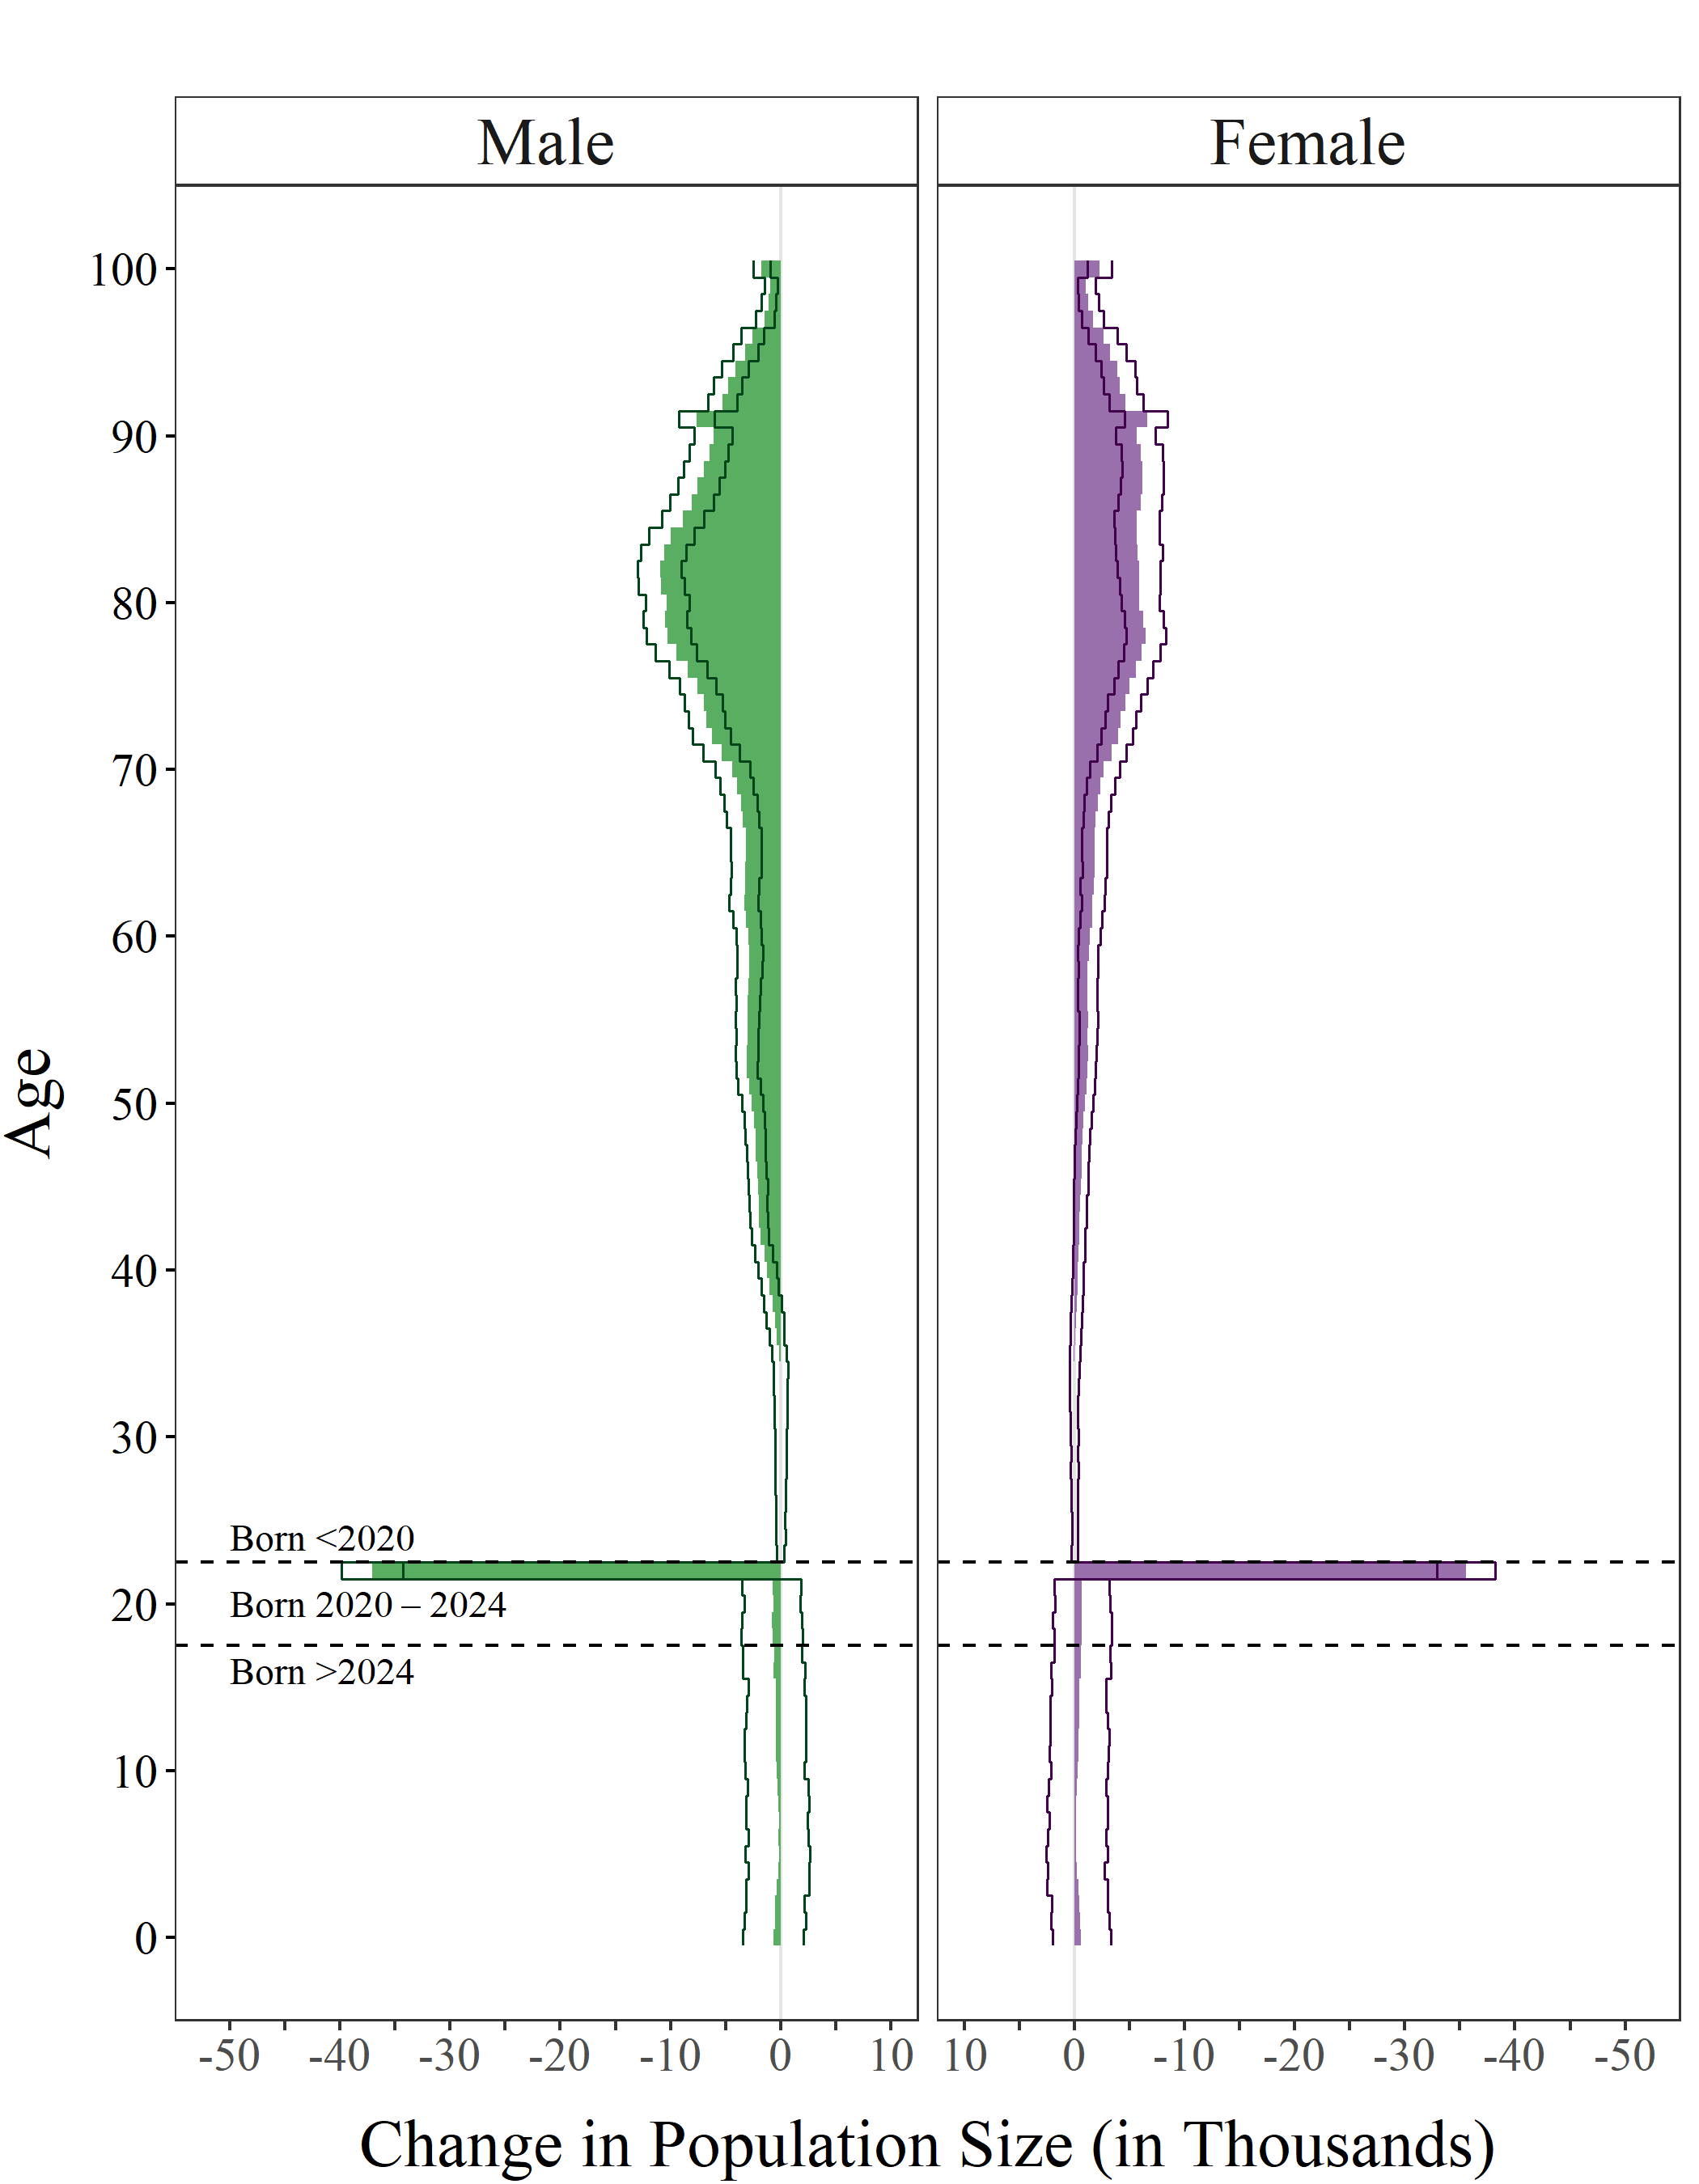 Male Female
100
90
80
70
60
50
40
30
Born <2020
20
Born 2020 – 2024
Born >2024
10
0
Age
-50 -40 -30 -20 -10 0 10 10 0 -10 -20 -30 -40 -50
Change in Population Size (in Thousands)